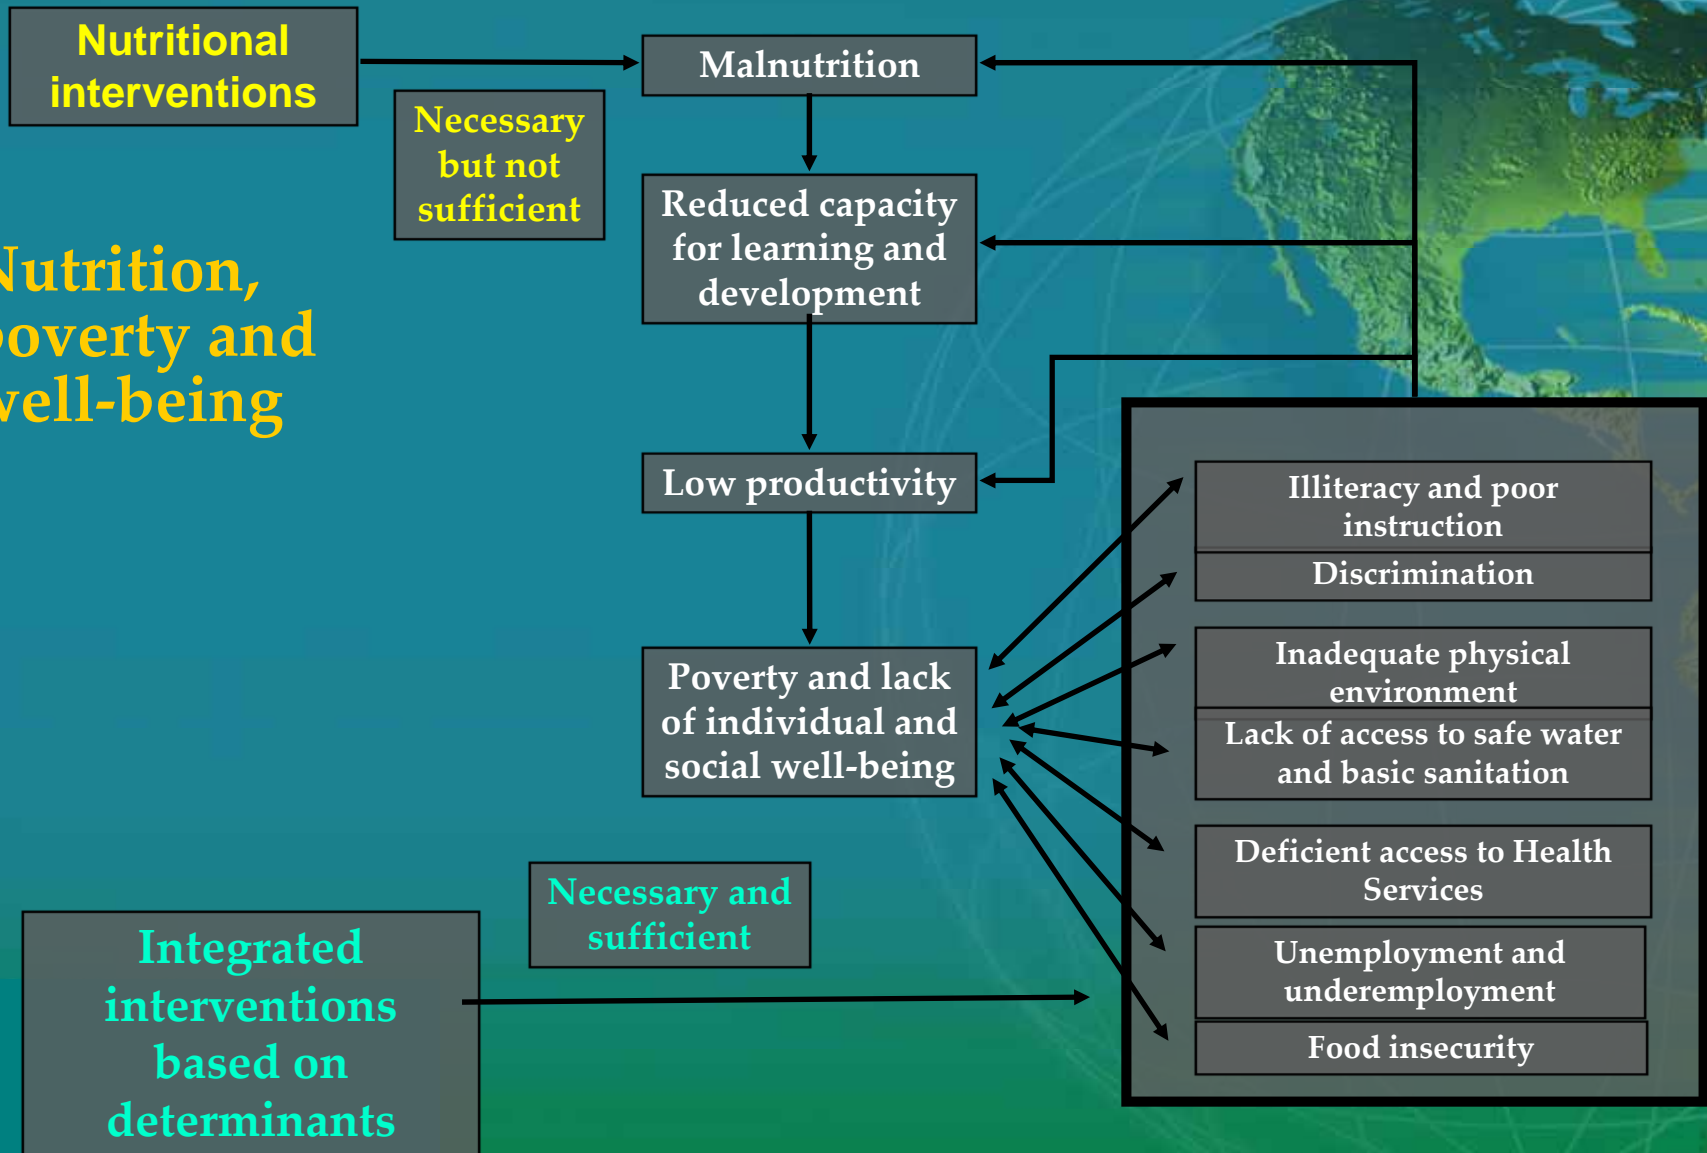 Nutritional
interventions
Necessary
but not
sufficient
Nutrition,
poverty and
well-being
Malnutrition
Reduced capacity
for learning and
development
Low productivity
Poverty and lack
of individual and
social well-being
Illiteracy and poor
instruction
Discrimination
Inadequate physical
environment
Lack of access to safe water
and basic sanitation
Deficient access to Health
Services
Unemployment and
underemployment
Food insecurity
Necessary and
sufficient
Integrated
interventions
based on
determinants